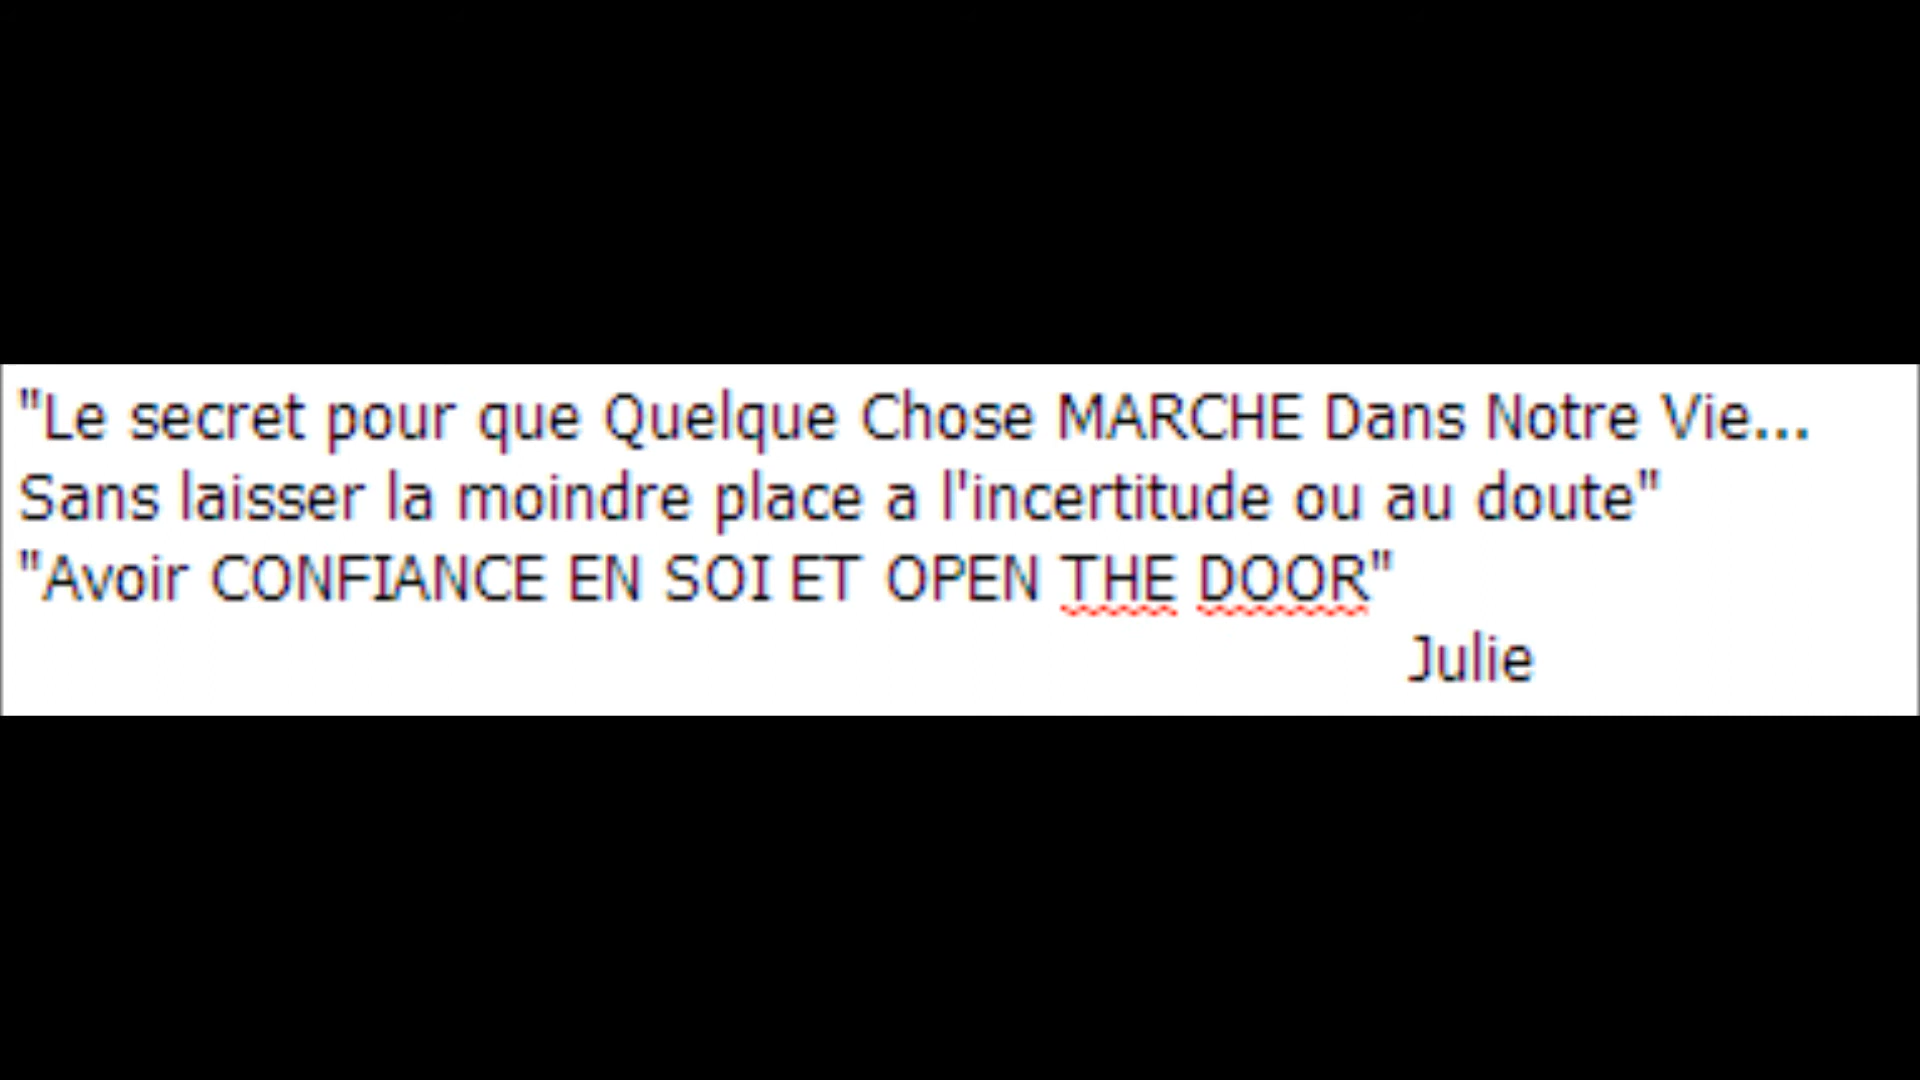 "Le secret pour que Quelque Chose MARCHE Dans Notre Vie...
Sans laisser la moindre place a l'incertitude ou au doute"
"Avoir CONFIANCE EN SOI ET OPEN THE DOOR"
Julie